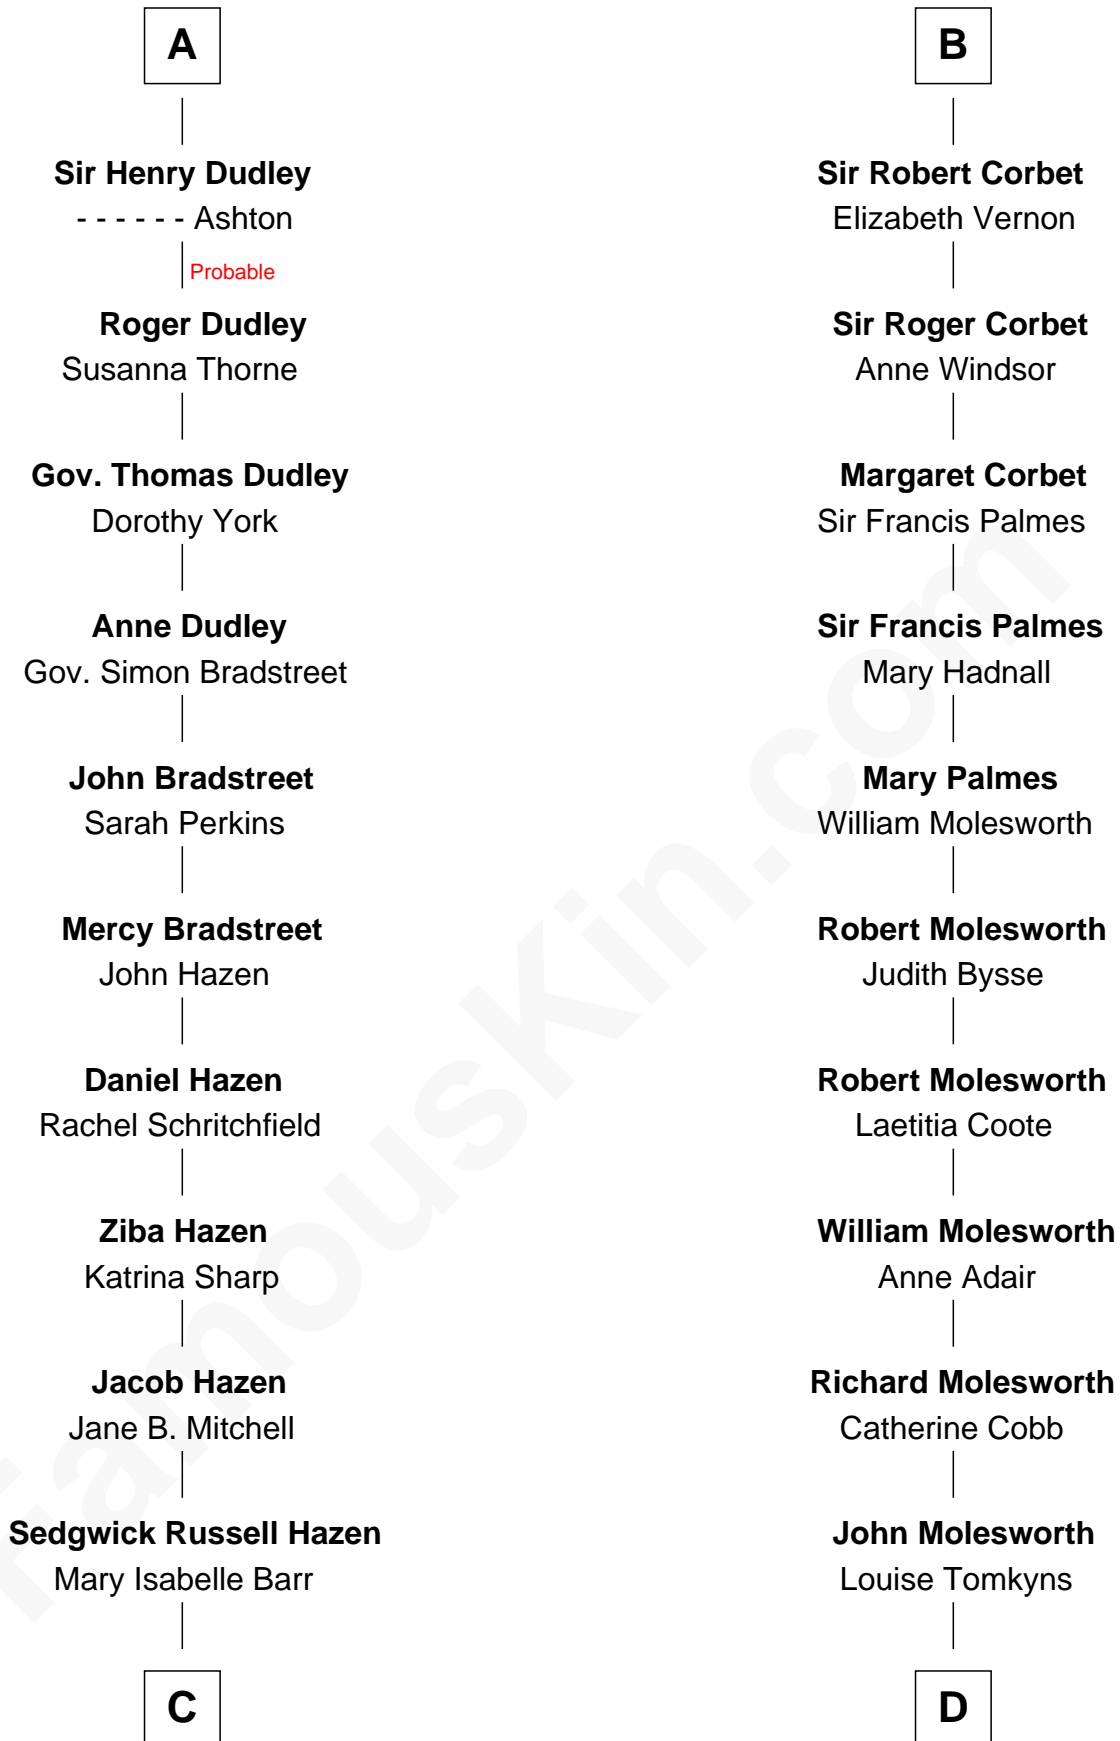 A
Sir Henry Dudley
- - - - - - Ashton
Probable
Roger Dudley
Susanna Thorne
Gov. Thomas Dudley
Dorothy York
Anne Dudley
Gov. Simon Bradstreet
John Bradstreet
Sarah Perkins
Mercy Bradstreet
John Hazen
Daniel Hazen
Rachel Schritchfield
Ziba Hazen
Katrina Sharp
Jacob Hazen
Jane B. Mitchell
Sedgwick Russell Hazen
Mary Isabelle Barr
C
B
Sir Robert Corbet
Elizabeth Vernon
Sir Roger Corbet
Anne Windsor
Margaret Corbet
Sir Francis Palmes
Sir Francis Palmes
Mary Hadnall
Mary Palmes
William Molesworth
Robert Molesworth
Judith Bysse
Robert Molesworth
Laetitia Coote
William Molesworth
Anne Adair
Richard Molesworth
Catherine Cobb
John Molesworth
Louise Tomkyns
D
FamousKin.com